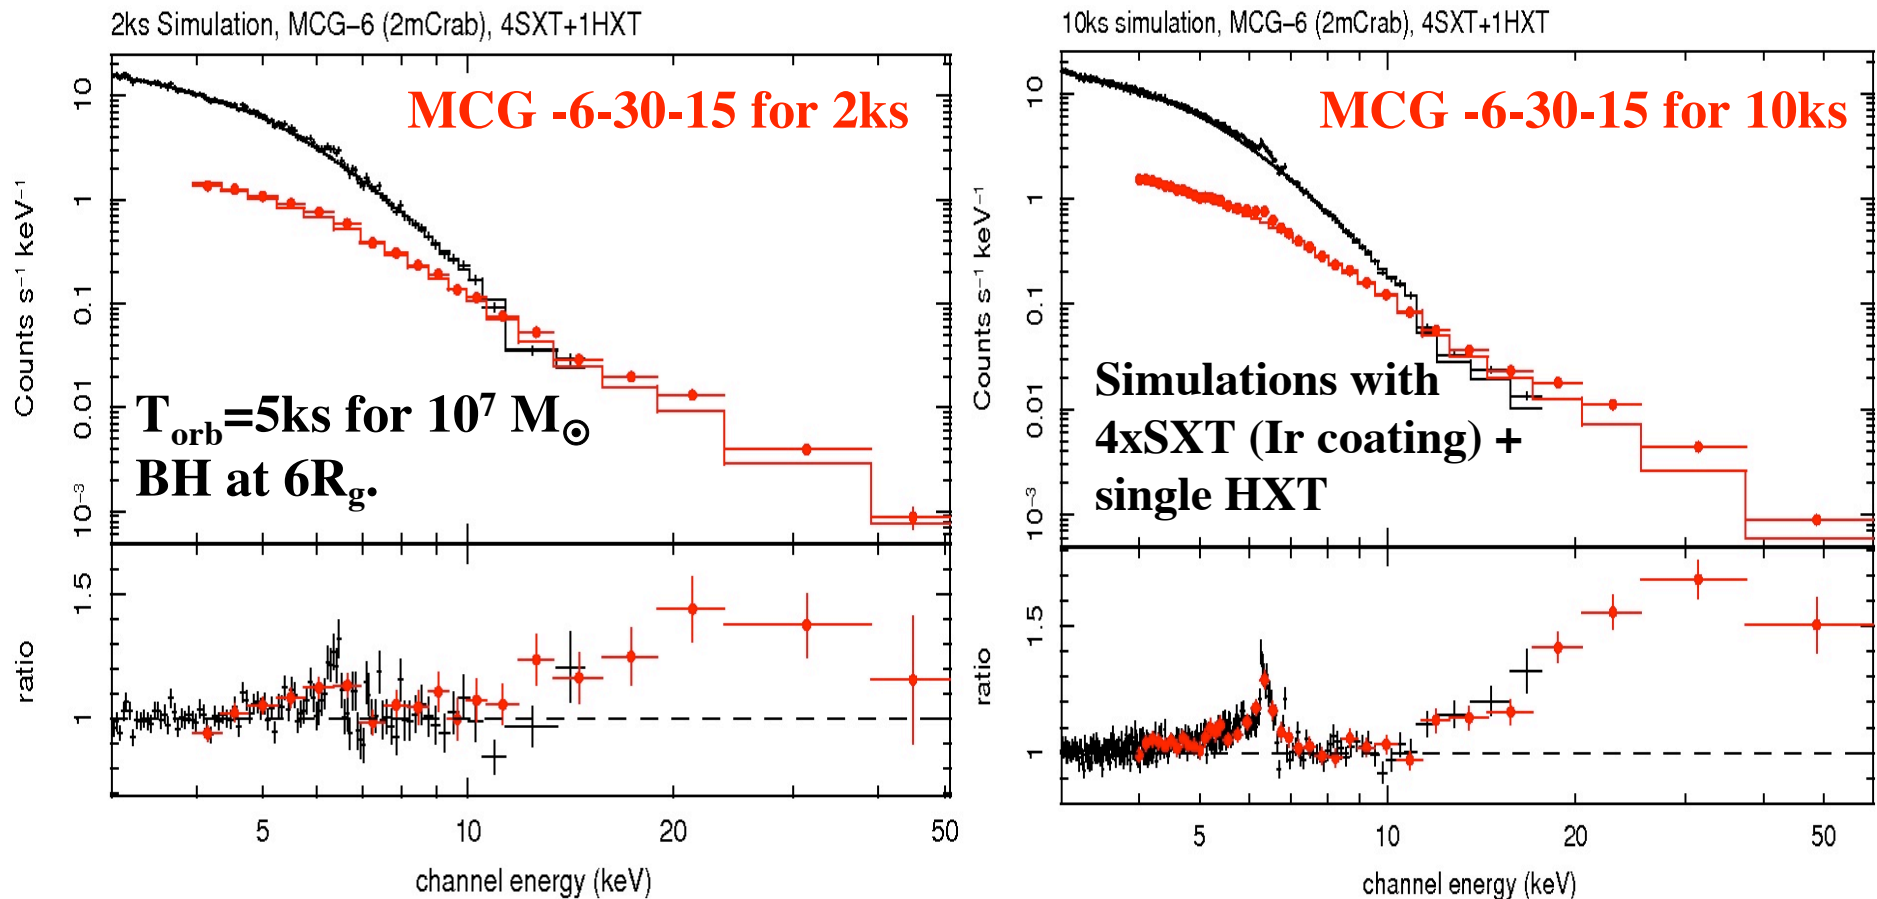 2ks Simulation, MCG−6 (2mCrab), 4SXT+1HXT
MCG -6-30-15 for 2ks
Counts s⁻¹ keV⁻¹
10
1
0.1
0.01
10⁻³
T_orb=5ks for 10⁷ M_⊙
BH at 6R_g.
ratio
1.5
1
5 10 20 50
channel energy (keV)
10ks simulation, MCG−6 (2mCrab), 4SXT+1HXT
MCG -6-30-15 for 10ks
Counts s⁻¹ keV⁻¹
10
1
0.1
0.01
10⁻³
Simulations with
4xSXT (Ir coating) +
single HXT
ratio
1.5
1
5 10 20 50
channel energy (keV)